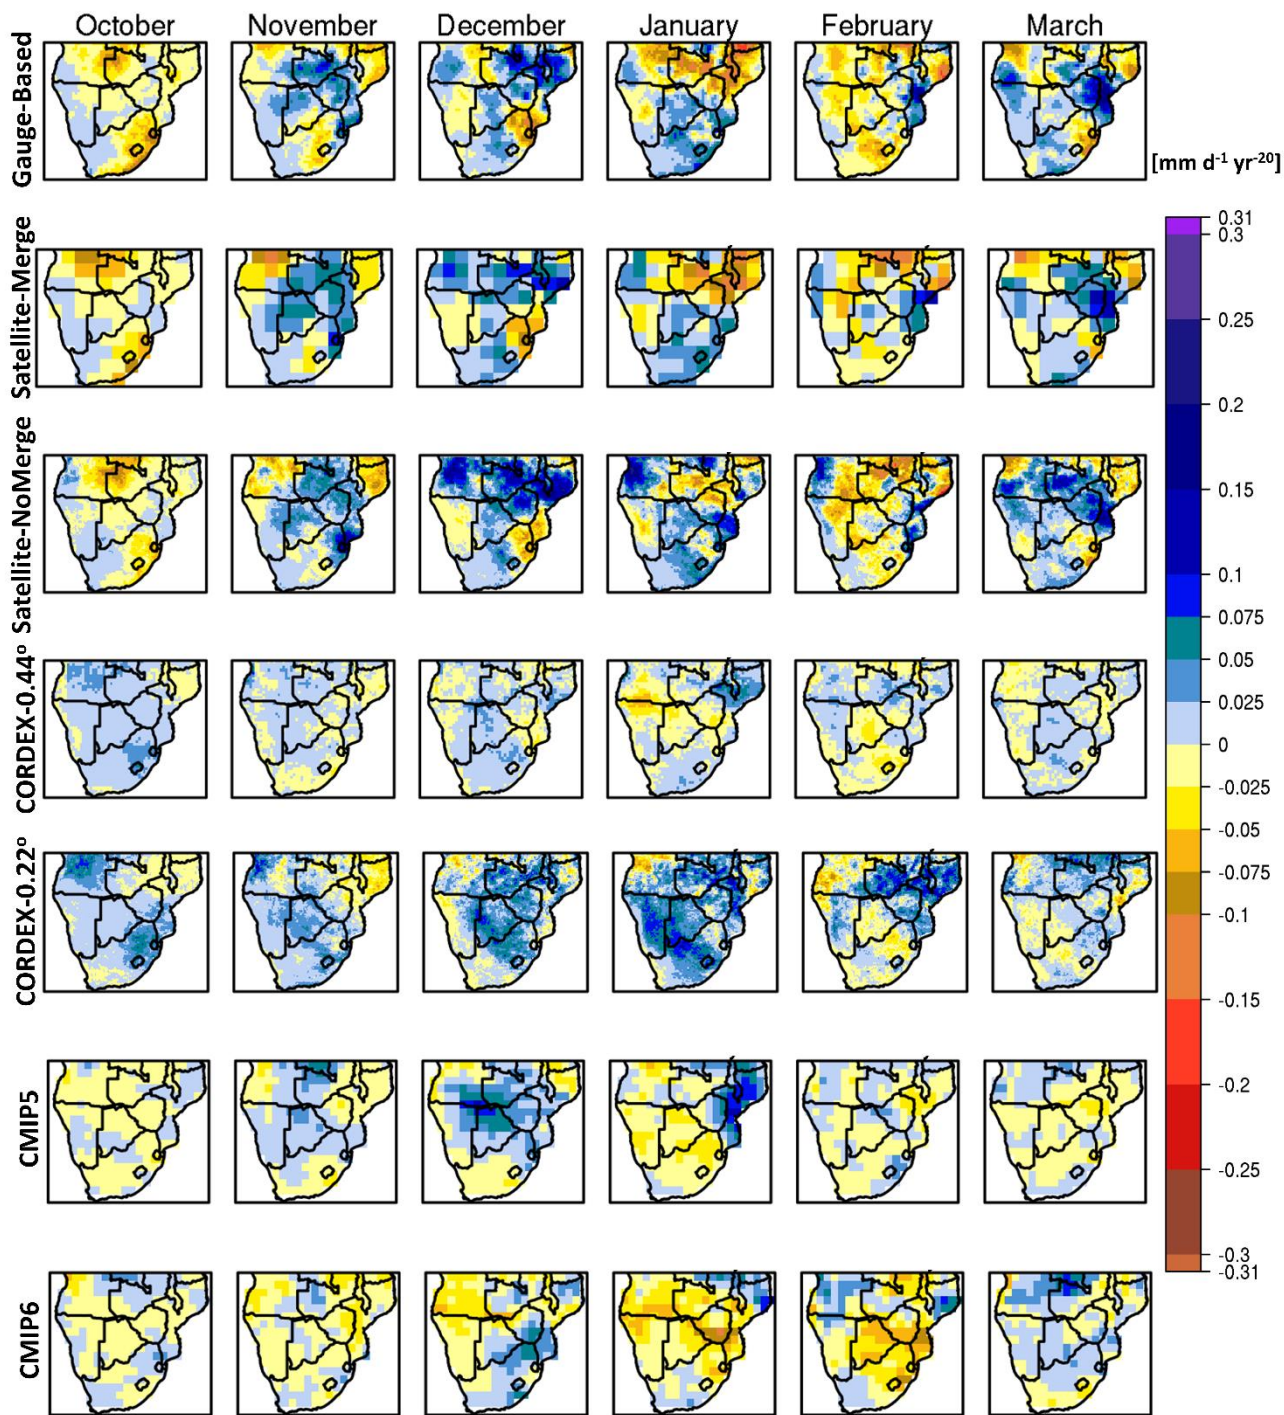 October November December January February March
Gauge-Based
[mm d-1 yr-20]
Satellite-Merge
Satellite-NoMerge
CORDEX-0.44º
CORDEX-0.22º
CMIP5
CMIP6
0.31
0.3
0.25
0.2
0.15
0.1
0.075
0.05
0.025
0
-0.025
-0.05
-0.075
-0.1
-0.15
-0.2
-0.25
-0.3
-0.31